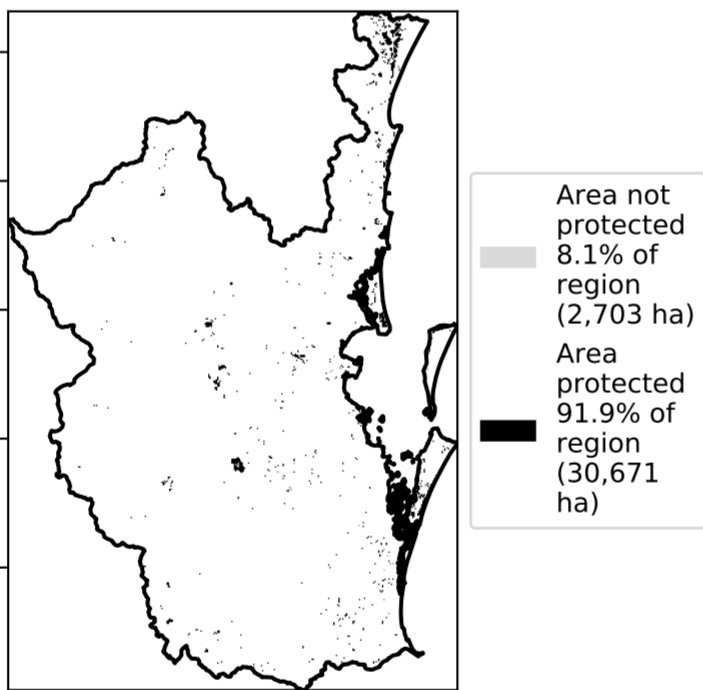 Area not
protected
8.1% of
region
(2,703 ha)
Area
protected
91.9% of
region
(30,671
ha)